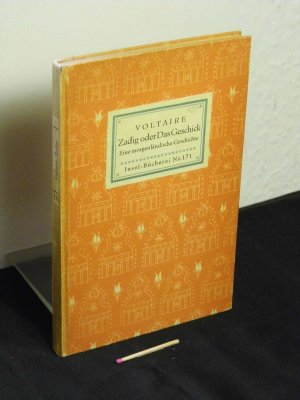 VOLTAIRE
Zadig oder Das Geschick
Eine morgenländische Geschichte
Insel-Bücherei Nr. 171